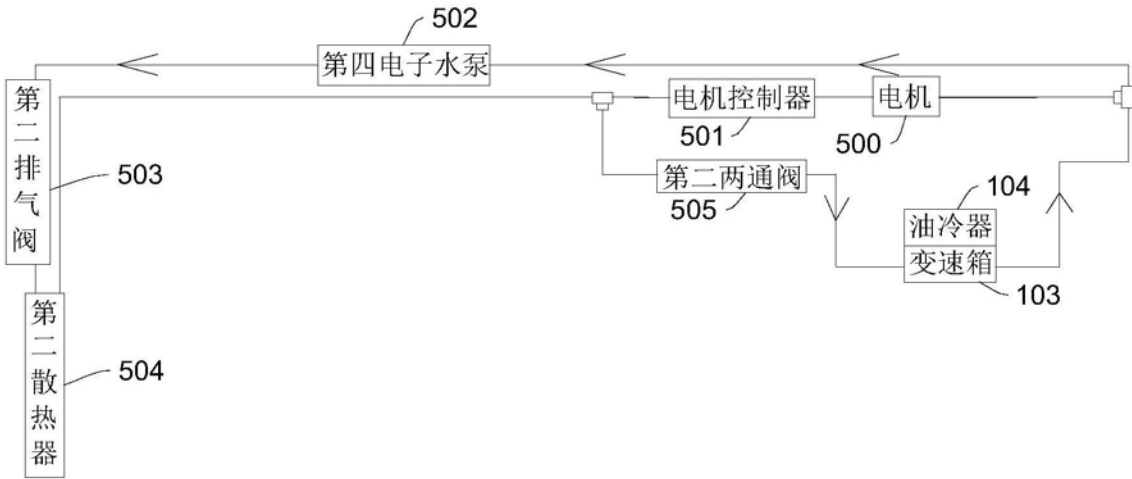 502
第四电子水泵
第二排气阀
503
电机控制器
501
电机
500
第二两通阀
505
104
油冷器
变速箱
103
第二散热器
504